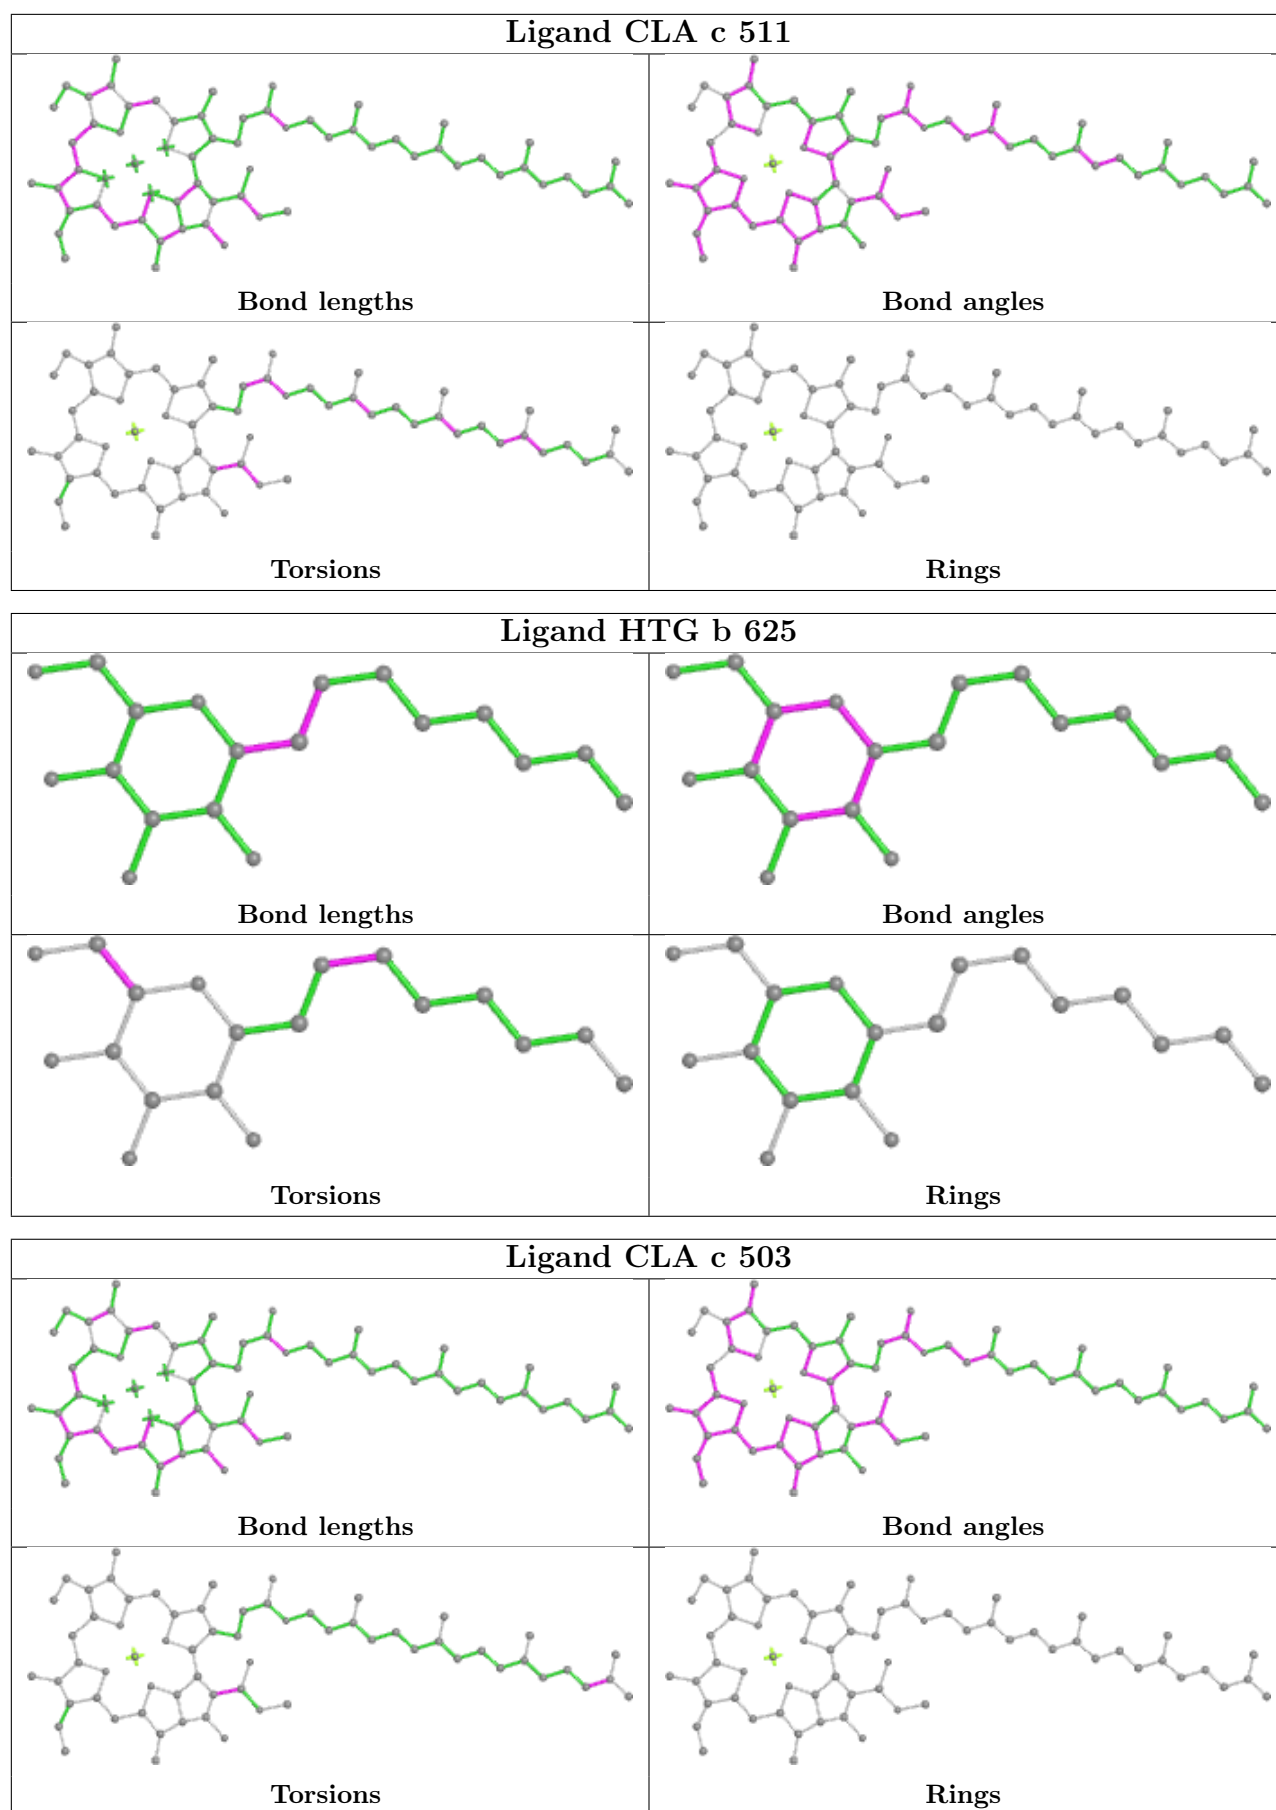 Ligand CLA c 511
Bond lengths
Bond angles
Torsions
Rings
Ligand HTG b 625
Bond lengths
Bond angles
Torsions
Rings
Ligand CLA c 503
Bond lengths
Bond angles
Torsions
Rings